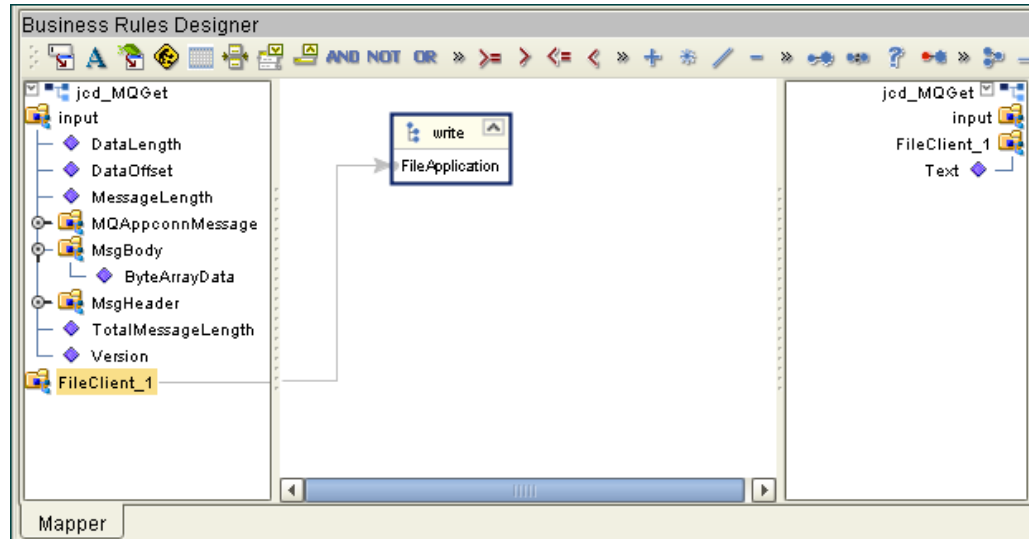 Business Rules Designer
A AND NOT OR » >= > <= < » + / - » ? »
jcd_MQGet
input
DataLength
DataOffset
MessageLength
MQAppconnMessage
MsgBody
ByteArrayData
MsgHeader
TotalMessageLength
Version
FileClient_1
write
FileApplication
jcd_MQGet
input
FileClient_1
Text
Mapper